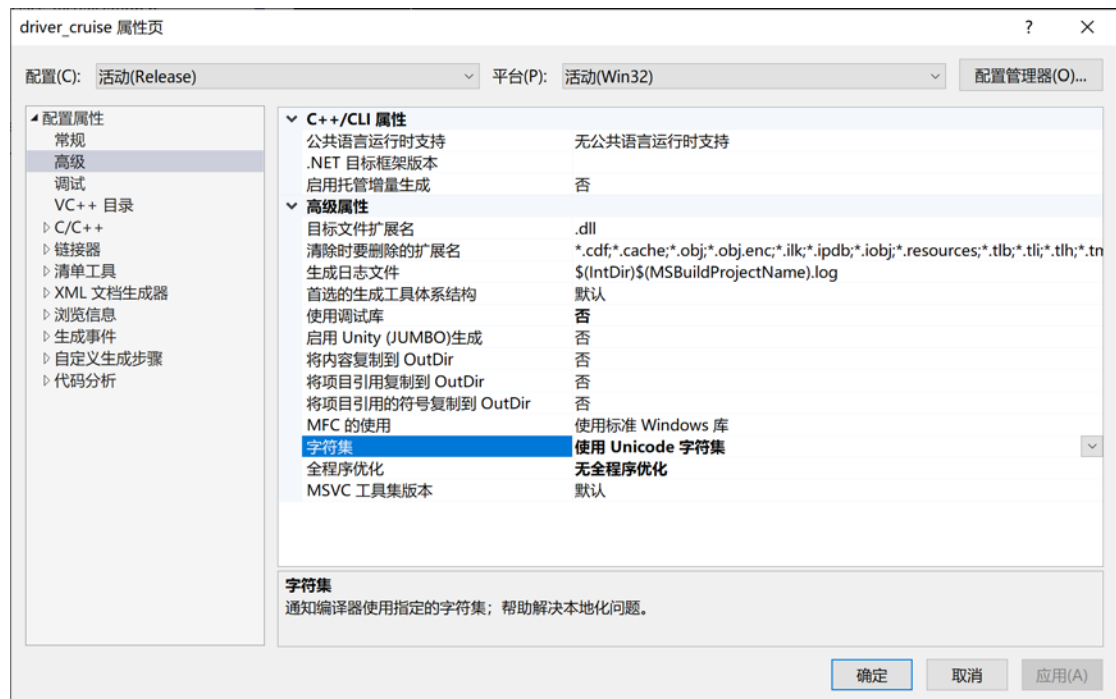 driver_cruise 属性页 ?
配置(C): 活动(Release) 平台(P): 活动(Win32) 配置管理器(O)...
配置属性
常规
高级
调试
VC++ 目录
C/C++
链接器
清单工具
XML 文档生成器
浏览信息
生成事件
自定义生成步骤
代码分析
C++/CLI 属性
公共语言运行时支持 无公共语言运行时支持
.NET 目标框架版本
启用托管增量生成 否
高级属性
目标文件扩展名 .dll
清除时要删除的扩展名 *.cdf;*.cache;*.obj;*.obj.enc;*.ilk;*.ipdb;*.iobj;*.resources;*.tlb;*.tli;*.tlh;*.tm
生成日志文件 $(IntDir)$(MSBuildProjectName).log
首选的生成工具体系结构 默认
使用调试库 否
启用 Unity (JUMBO)生成 否
将内容复制到 OutDir 否
将项目引用复制到 OutDir 否
将项目引用的符号复制到 OutDir 否
MFC 的使用 使用标准 Windows 库
字符集 使用 Unicode 字符集
全程序优化 无全程序优化
MSVC 工具集版本 默认
字符集
通知编译器使用指定的字符集；帮助解决本地化问题。
确定 取消 应用(A)